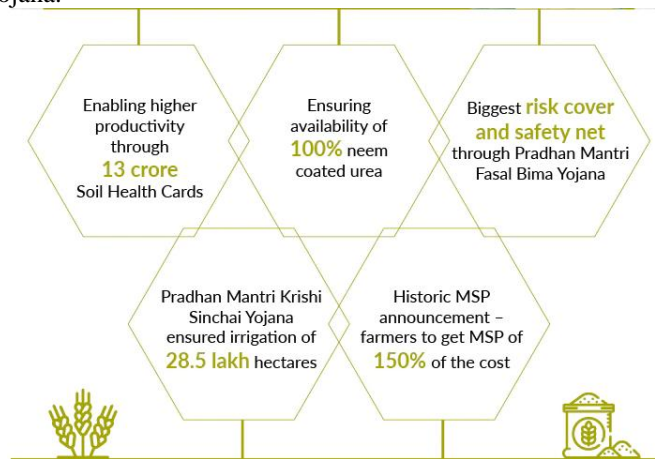 ojana.
Enabling higher
productivity
through
13 crore
Soil Health Cards
Ensuring
availability of
100% neem
coated urea
Biggest risk cover
and safety net
through Pradhan Mantri
Fasal Bima Yojana
Pradhan Mantri Krishi
Sinchai Yojana
ensured irrigation of
28.5 lakh hectares
Historic MSP
announcement –
farmers to get MSP of
150% of the cost